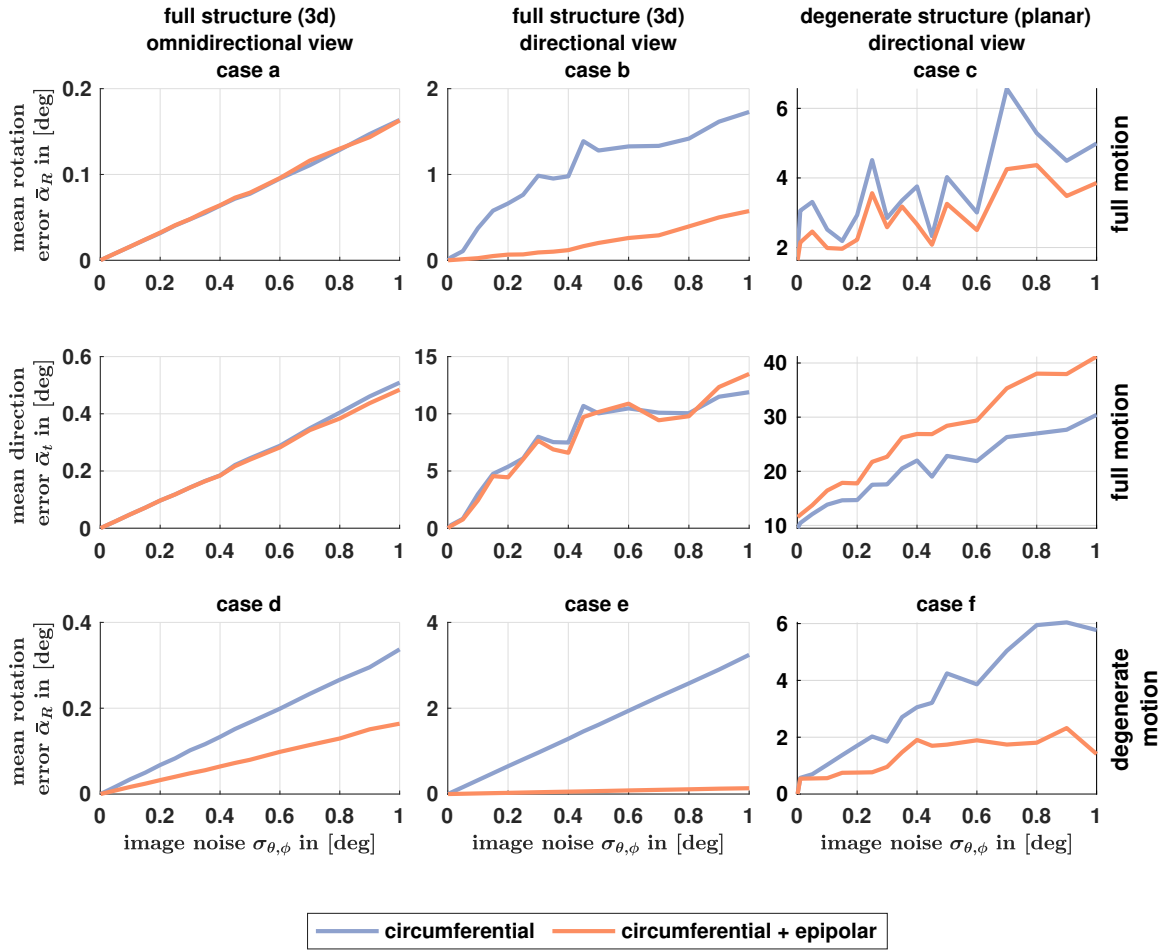 full structure (3d)
omnidirectional view
case a
full structure (3d)
directional view
case b
degenerate structure (planar)
directional view
case c
mean rotation
error ᾱ_R in [deg]
0.2
0.1
0
0 0.2 0.4 0.6 0.8 1
2
1
0
0 0.2 0.4 0.6 0.8 1
6
4
2
0 0.2 0.4 0.6 0.8 1
full motion
mean direction
error ᾱ_t in [deg]
0.6
0.4
0.2
0
0 0.2 0.4 0.6 0.8 1
15
10
5
0
0 0.2 0.4 0.6 0.8 1
40
30
20
10
0 0.2 0.4 0.6 0.8 1
full motion
case d
case e
case f
mean rotation
error ᾱ_R in [deg]
0.4
0.2
0
0 0.2 0.4 0.6 0.8 1
image noise σ_θ,ϕ in [deg]
4
2
0
0 0.2 0.4 0.6 0.8 1
image noise σ_θ,ϕ in [deg]
6
4
2
0
0 0.2 0.4 0.6 0.8 1
image noise σ_θ,ϕ in [deg]
degenerate
motion
circumferential
circumferential + epipolar